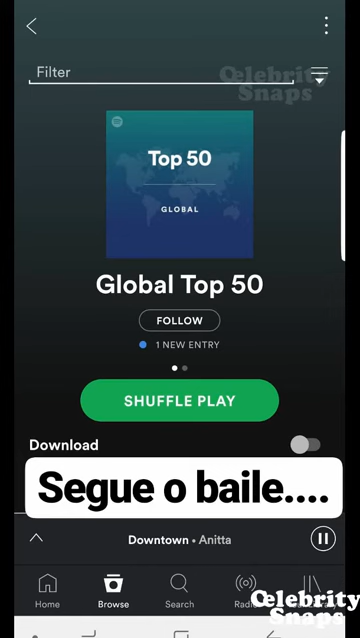 Filter
Celebrity
Snaps
Top 50
GLOBAL
Global Top 50
FOLLOW
1 NEW ENTRY
SHUFFLE PLAY
Download
Segue o baile....
Downtown • Anitta
Home
Browse
Search
Celebrity
Snaps